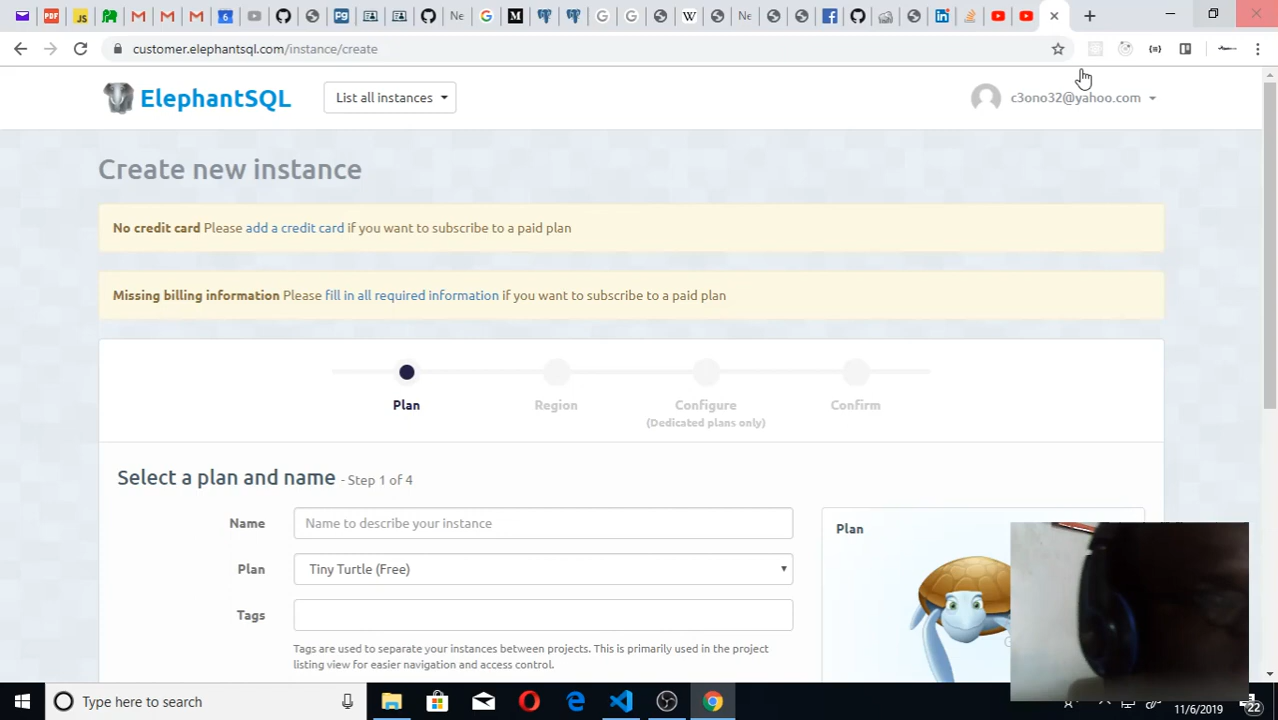 Ne
Ne
customer.elephantsql.com/instance/create
ElephantSQL
List all instances
c3ono32@yahoo.com
Create new instance
No credit card Please add a credit card if you want to subscribe to a paid plan
Missing billing information Please fill in all required information if you want to subscribe to a paid plan
Plan
Region
Configure
(Dedicated plans only)
Confirm
Select a plan and name - Step 1 of 4
Name
Name to describe your instance
Plan
Plan
Tiny Turtle (Free)
Tags
Tags are used to separate your instances between projects. This is primarily used in the project
listing view for easier navigation and access control.
Type here to search
11/6/2019
22